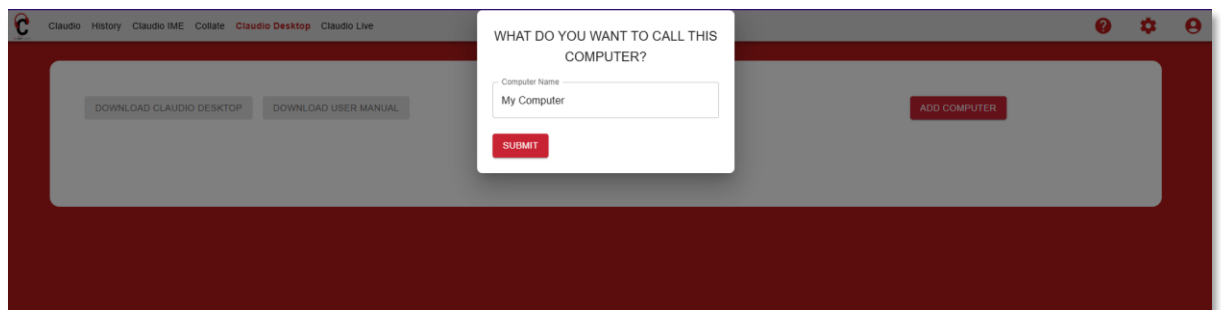 Claudio History Claudio IME Collate Claudio Desktop Claudio Live
WHAT DO YOU WANT TO CALL THIS
COMPUTER?
Computer Name
My Computer
SUBMIT
DOWNLOAD CLAUDIO DESKTOP DOWNLOAD USER MANUAL
ADD COMPUTER